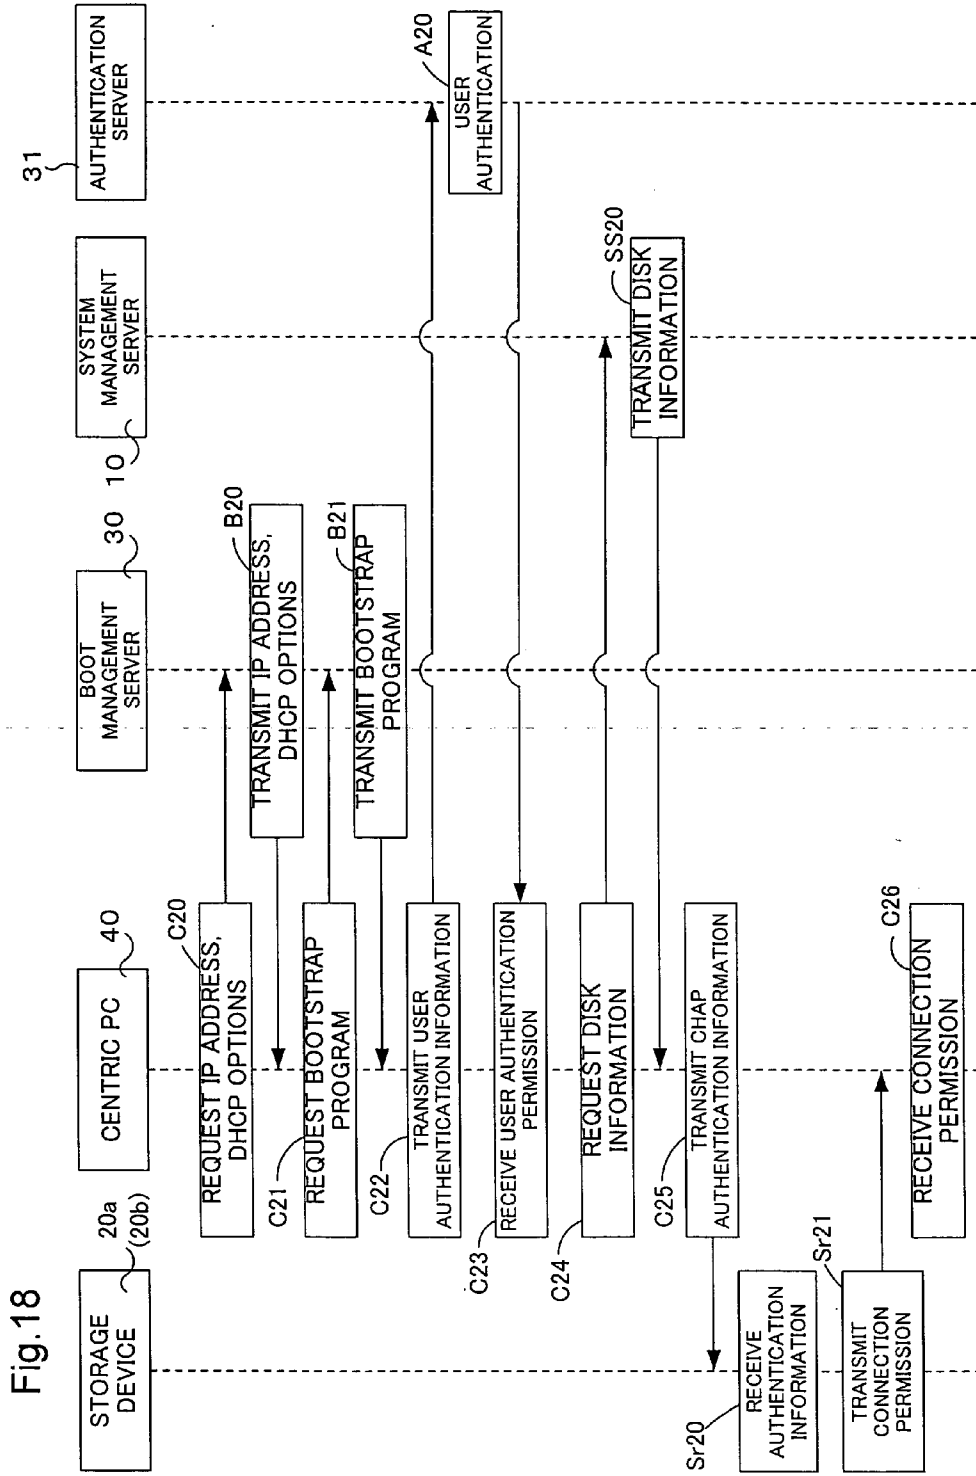 Fig.18
STORAGE
DEVICE
20a
(20b)
CENTRIC PC
40
BOOT
MANAGEMENT
SERVER
30
SYSTEM
MANAGEMENT
SERVER
10
AUTHENTICATION
SERVER
31
REQUEST IP ADDRESS,
DHCP OPTIONS
C20
TRANSMIT IP ADDRESS,
DHCP OPTIONS
B20
C21
REQUEST BOOTSTRAP
PROGRAM
TRANSMIT BOOTSTRAP
PROGRAM
B21
C22
TRANSMIT USER
AUTHENTICATION INFORMATION
USER
AUTHENTICATION
A20
C23
RECEIVE USER AUTHENTICATION
PERMISSION
C24
REQUEST DISK
INFORMATION
TRANSMIT DISK
INFORMATION
SS20
C25
TRANSMIT CHAP
AUTHENTICATION INFORMATION
Sr20
RECEIVE
AUTHENTICATION
INFORMATION
TRANSMIT
CONNECTION
PERMISSION
Sr21
RECEIVE CONNECTION
PERMISSION
C26